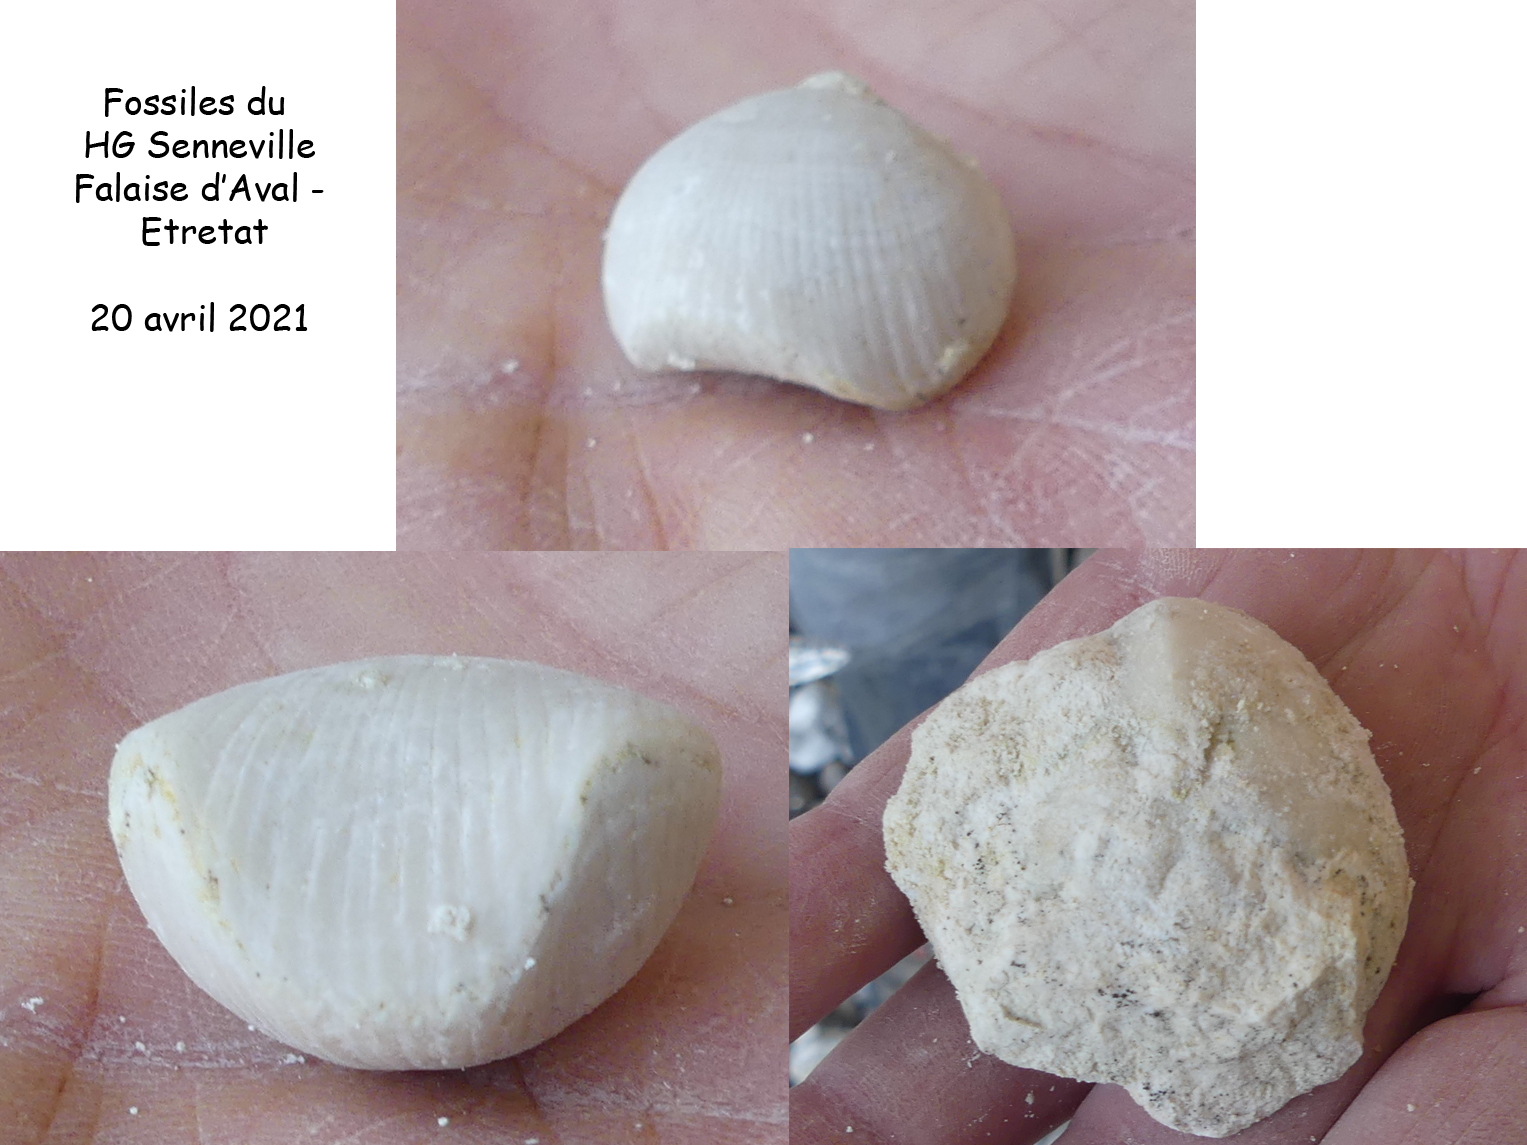 Fossiles du
HG Senneville
Falaise d'Aval -
Etretat
20 avril 2021